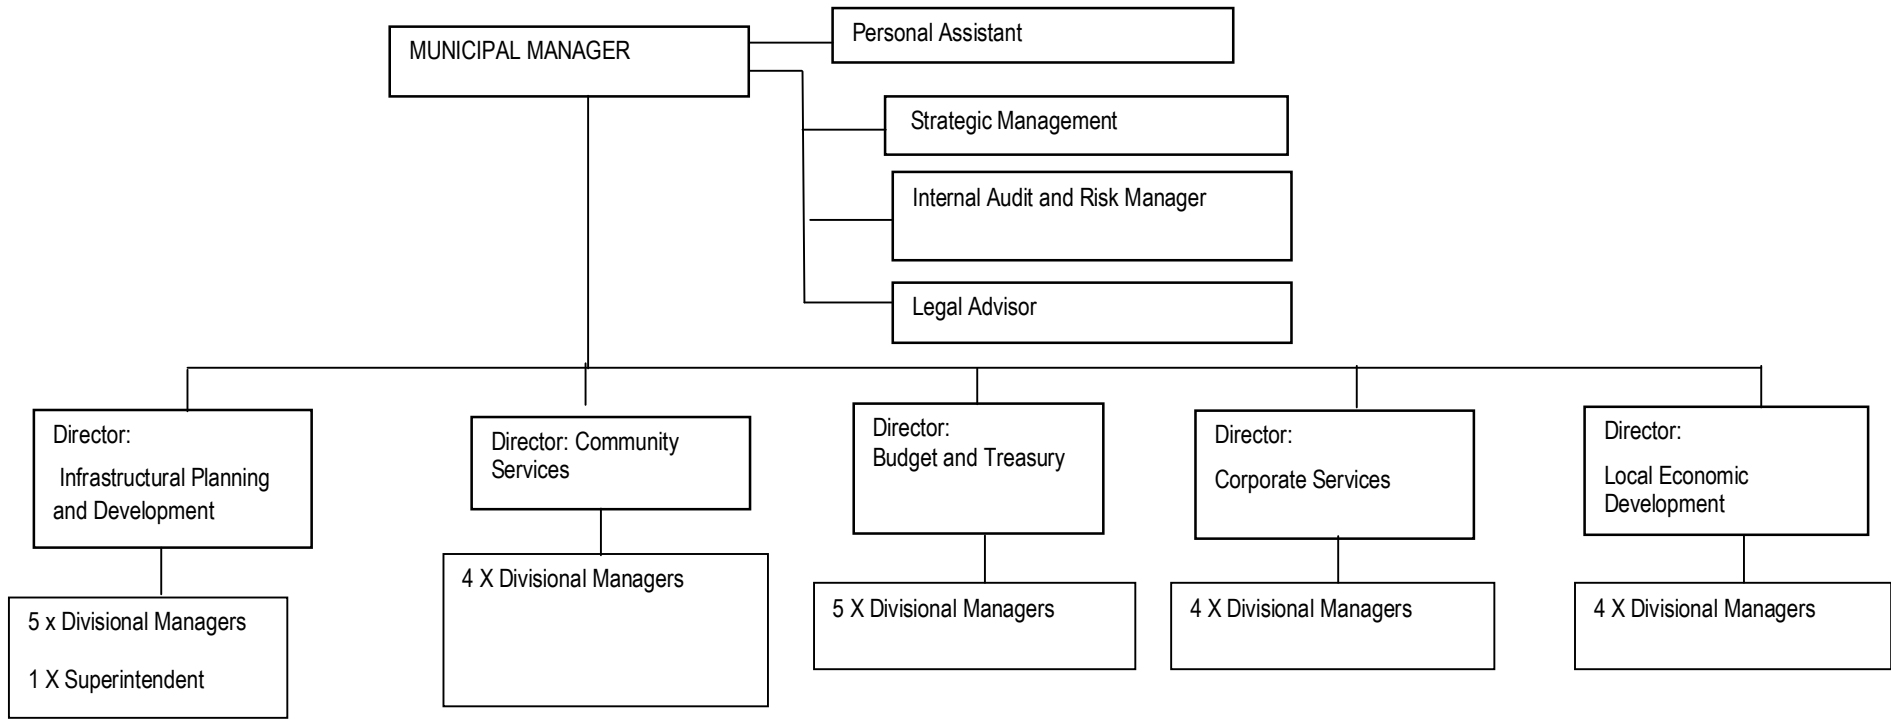 MUNICIPAL MANAGER
Personal Assistant
Strategic Management
Internal Audit and Risk Manager
Legal Advisor
Director:
Infrastructural Planning
and Development
Director: Community
Services
Director:
Budget and Treasury
Director:
Corporate Services
Director:
Local Economic
Development
5 x Divisional Managers
1 X Superintendent
4 X Divisional Managers
5 X Divisional Managers
4 X Divisional Managers
4 X Divisional Managers